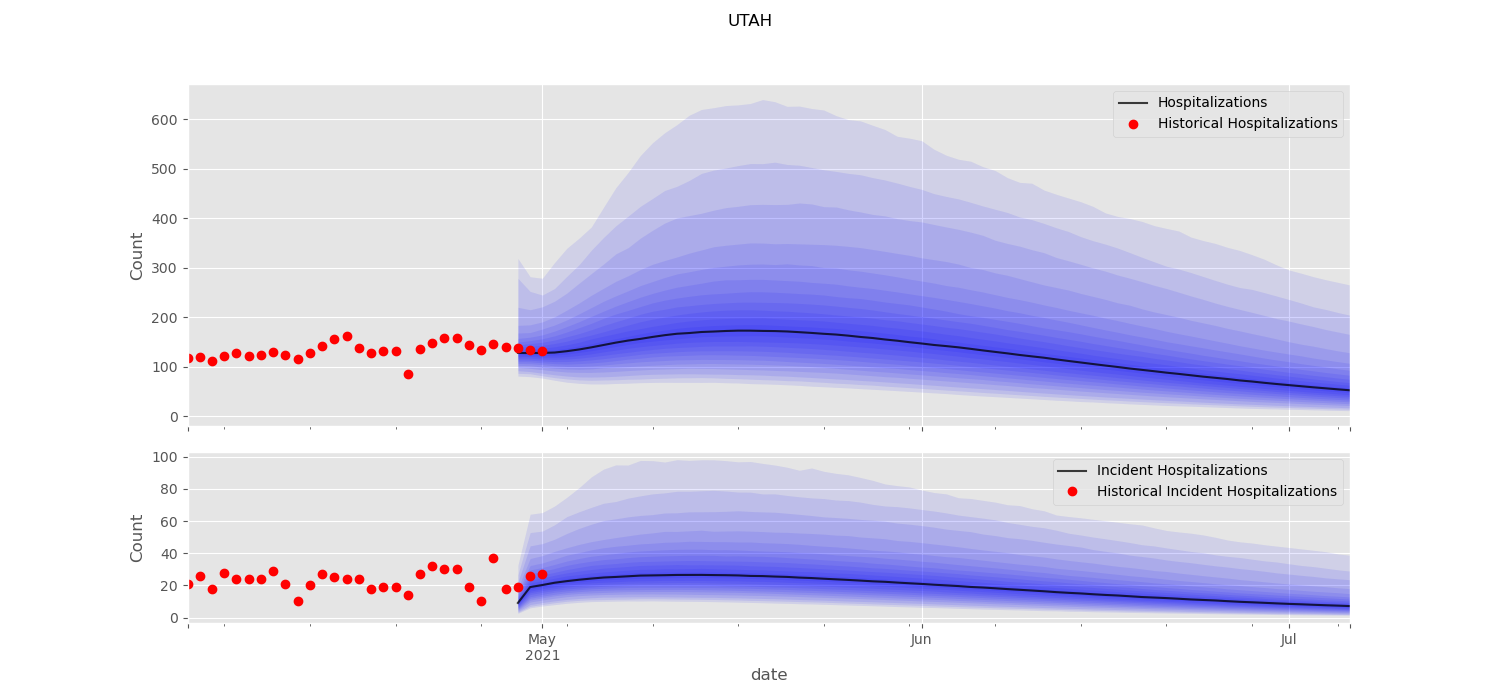 UTAH
Hospitalizations
Historical Hospitalizations
Count
600
500
400
300
200
100
0
Incident Hospitalizations
Historical Incident Hospitalizations
Count
100
80
60
40
20
0
May
2021
Jun
Jul
date